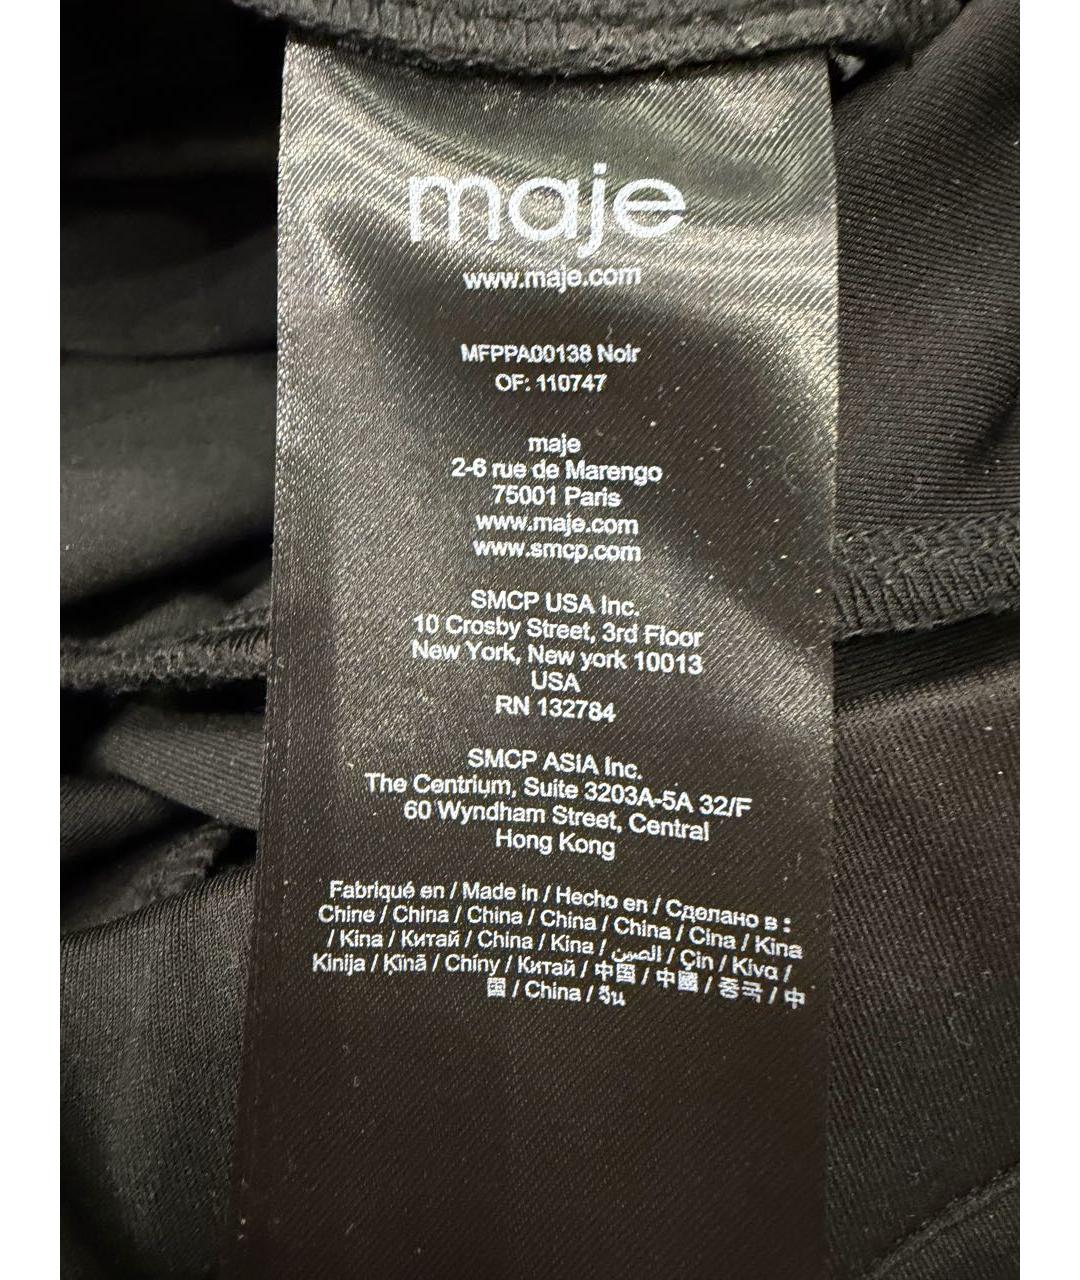 maje
www.maje.com
MFPPA00138 Noir
OF: 110747
maje
2-6 rue de Marengo
75001 Paris
www.maje.com
www.smcp.com
SMCP USA Inc.
10 Crosby Street, 3rd Floor
New York, New york 10013
USA
RN 132784
SMCP ASIA Inc.
The Centrium, Suite 3203A-5A 32/F
60 Wyndham Street, Central
Hong Kong
Fabriqué en / Made in / Hecho en / Сделано в :
Chine / China / China / China / China / Cina / Kina
/ Kina / Китай / China / Kina / الصين / Çin / Kıva /
Kinija / Ķīnā / Chíny / Китай / 中国 / 中國 / 중국 / 中
国 / China / จีน